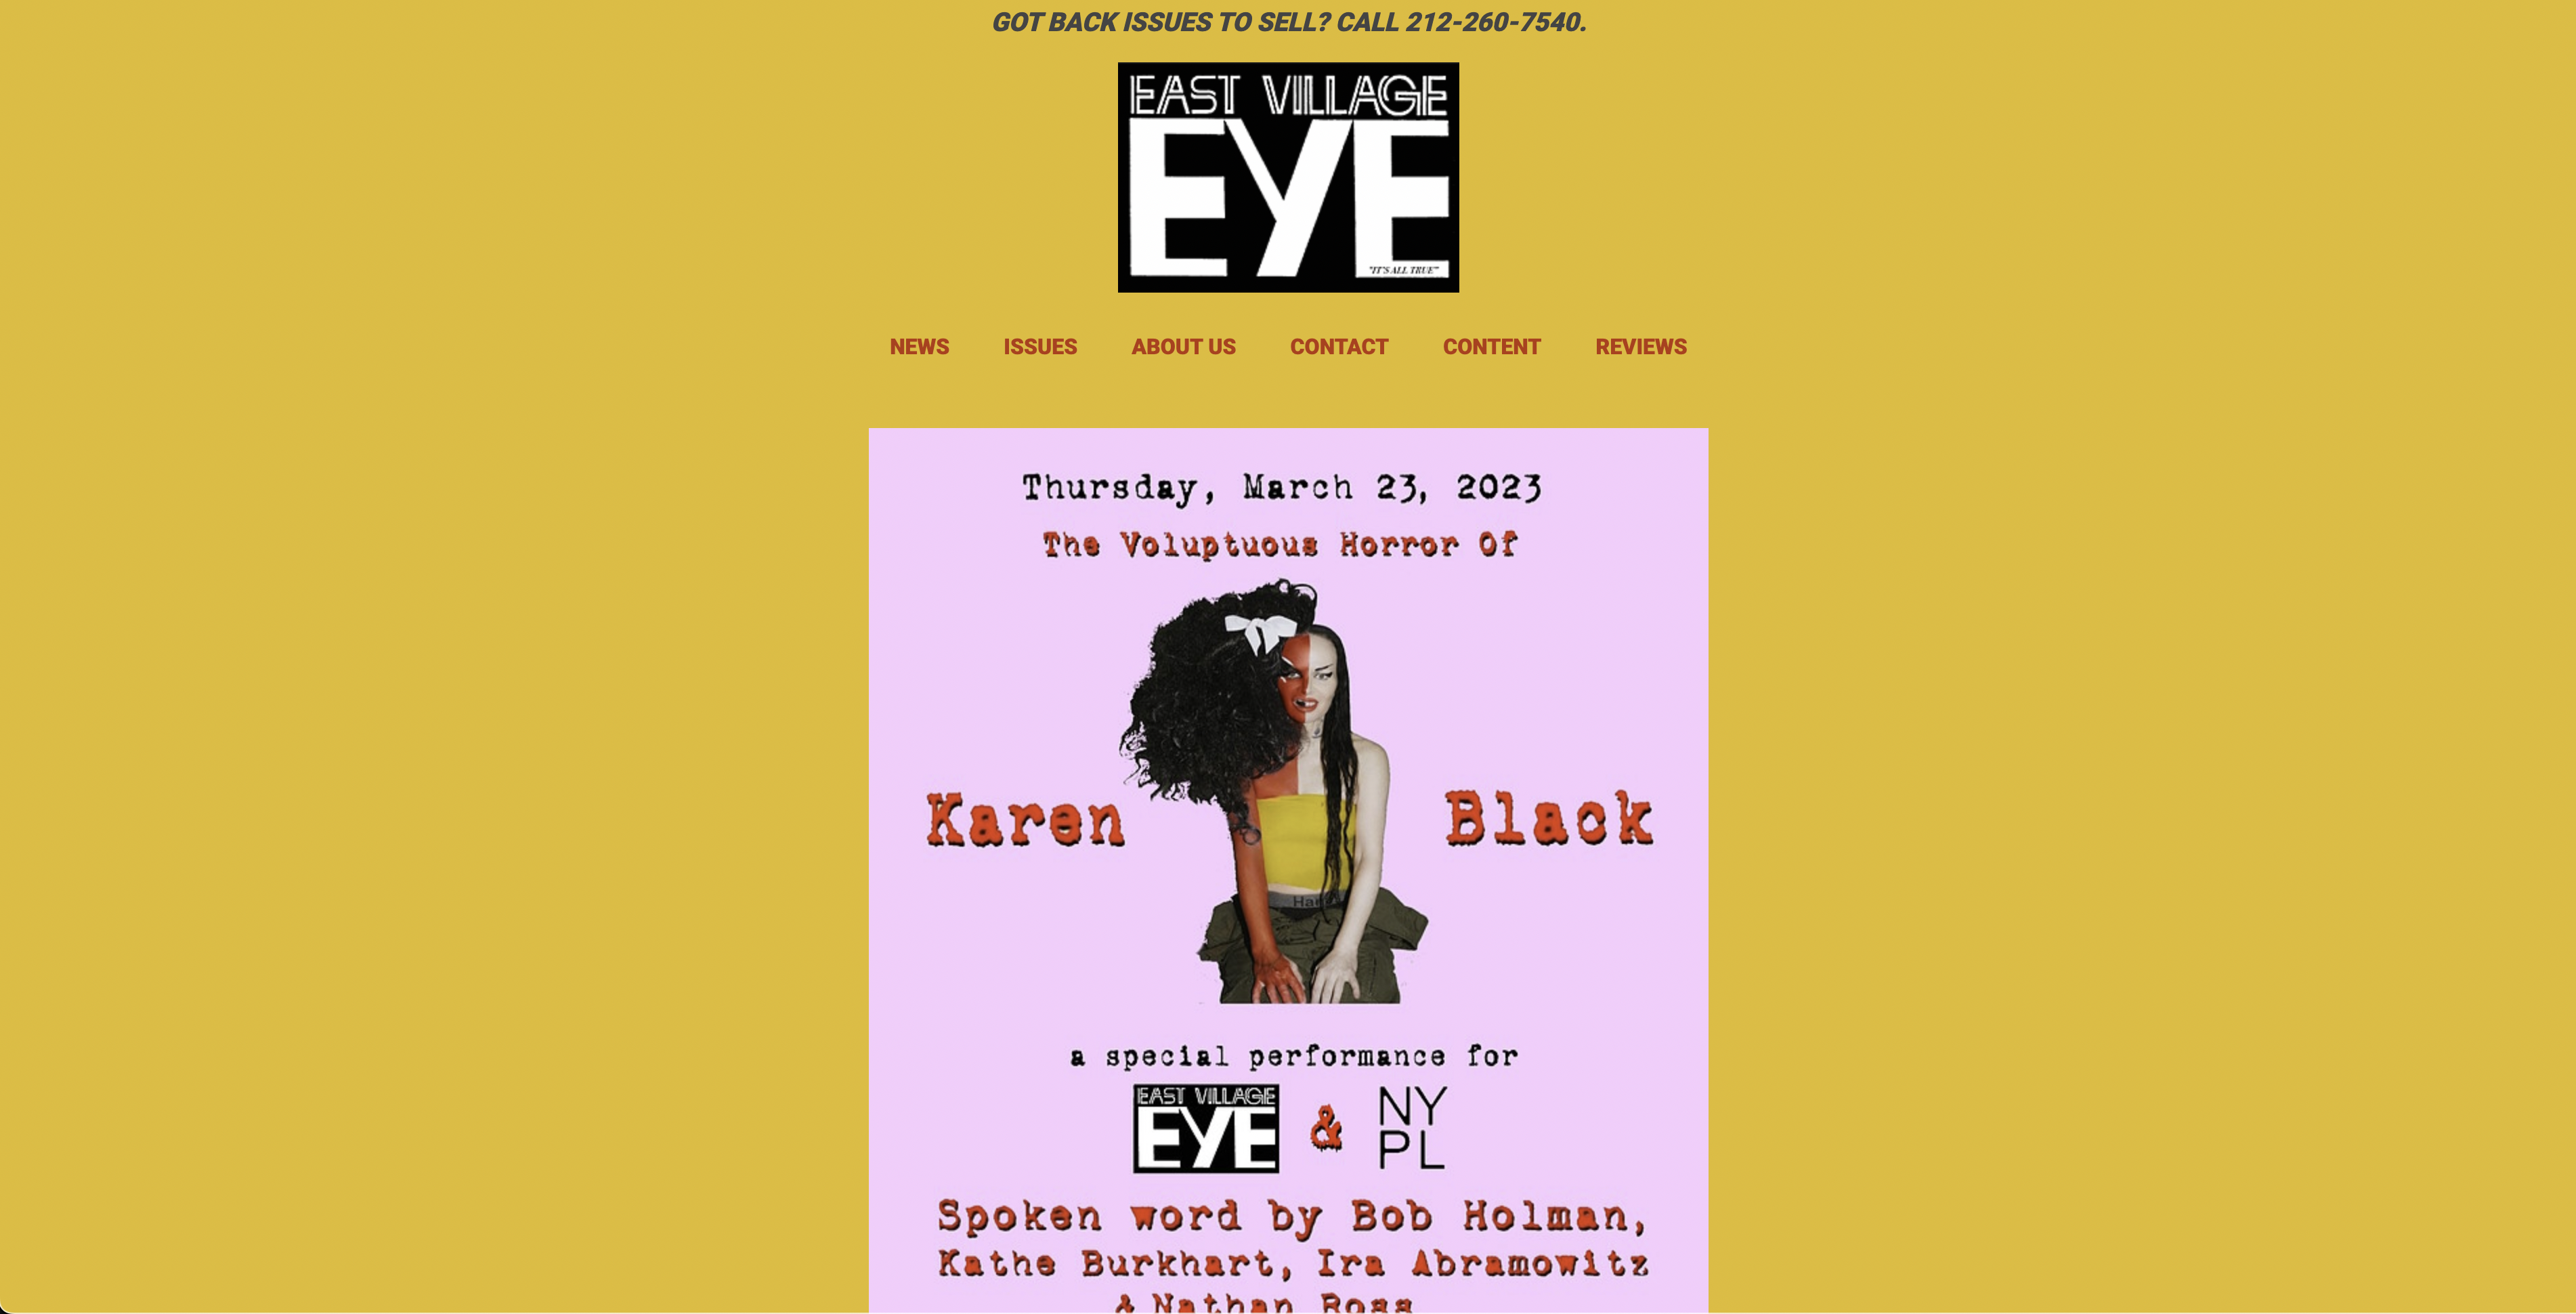 GOT BACK ISSUES TO SELL? CALL 212-260-7540.
EAST VILLAGE
EYE
"IT'S ALL TRUE"
NEWS ISSUES ABOUT US CONTACT CONTENT REVIEWS
Thursday, March 23, 2023
The Voluptuous Horror Of
Karen Black
a special performance for
EAST VILLAGE
EYE & NY
PL
Spoken word by Bob Holman,
Kathe Burkhart, Ira Abramowitz
& Nathan Ross